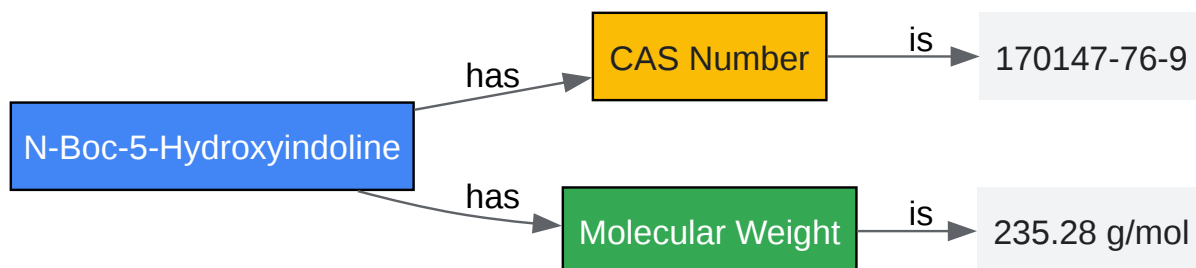 N-Boc-5-Hydroxyindoline
has
CAS Number
is
170147-76-9
has
Molecular Weight
is
235.28 g/mol